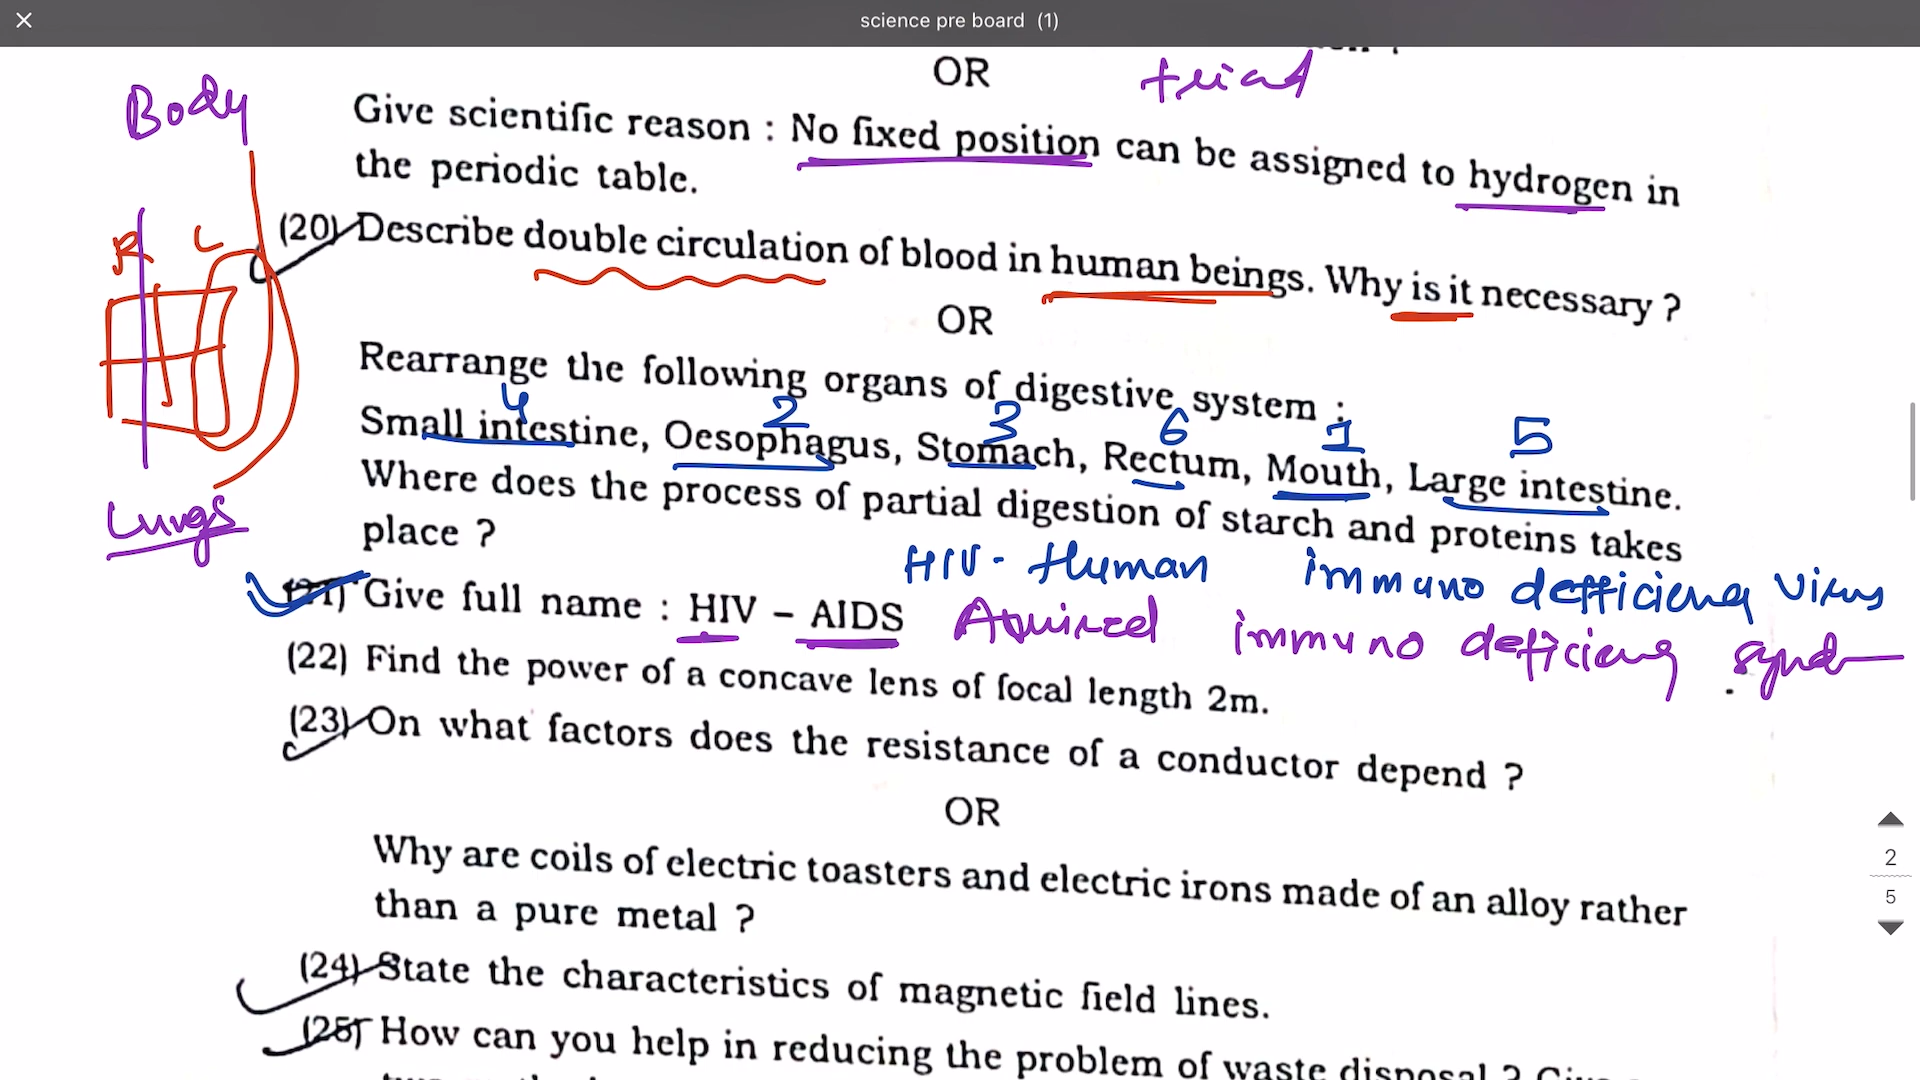 science pre board (1)
OR triad
Body
Give scientific reason : No fixed position can be assigned to hydrogen in
the periodic table.
R L
(20) Describe double circulation of blood in human beings. Why is it necessary ?
OR
Rearrange the following organs of digestive system :
4 2 3 6 1 5
Small intestine, Oesophagus, Stomach, Rectum, Mouth, Large intestine.
Where does the process of partial digestion of starch and proteins takes
place ?
Lungs
HIV - Human immuno defficieney Virus
(21) Give full name : HIV – AIDS
immuno deficieny
(22) Find the power of a concave lens of focal length 2m.
(23) On what factors does the resistance of a conductor depend ?
OR
Why are coils of electric toasters and electric irons made of an alloy rather
than a pure metal ?
(24) State the characteristics of magnetic field lines.
(25) How can you help in reducing the problem of waste disposal ?
2
5